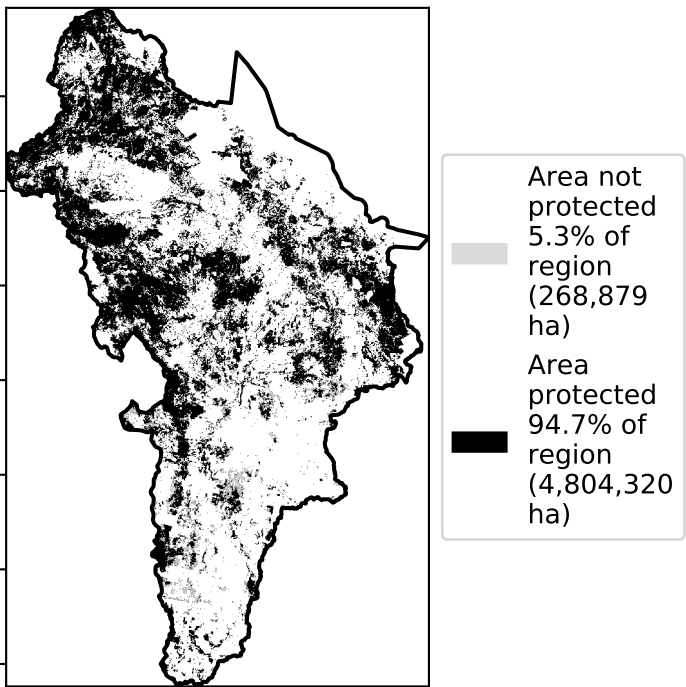 Area not
protected
5.3% of
region
(268,879
ha)
Area
protected
94.7% of
region
(4,804,320
ha)